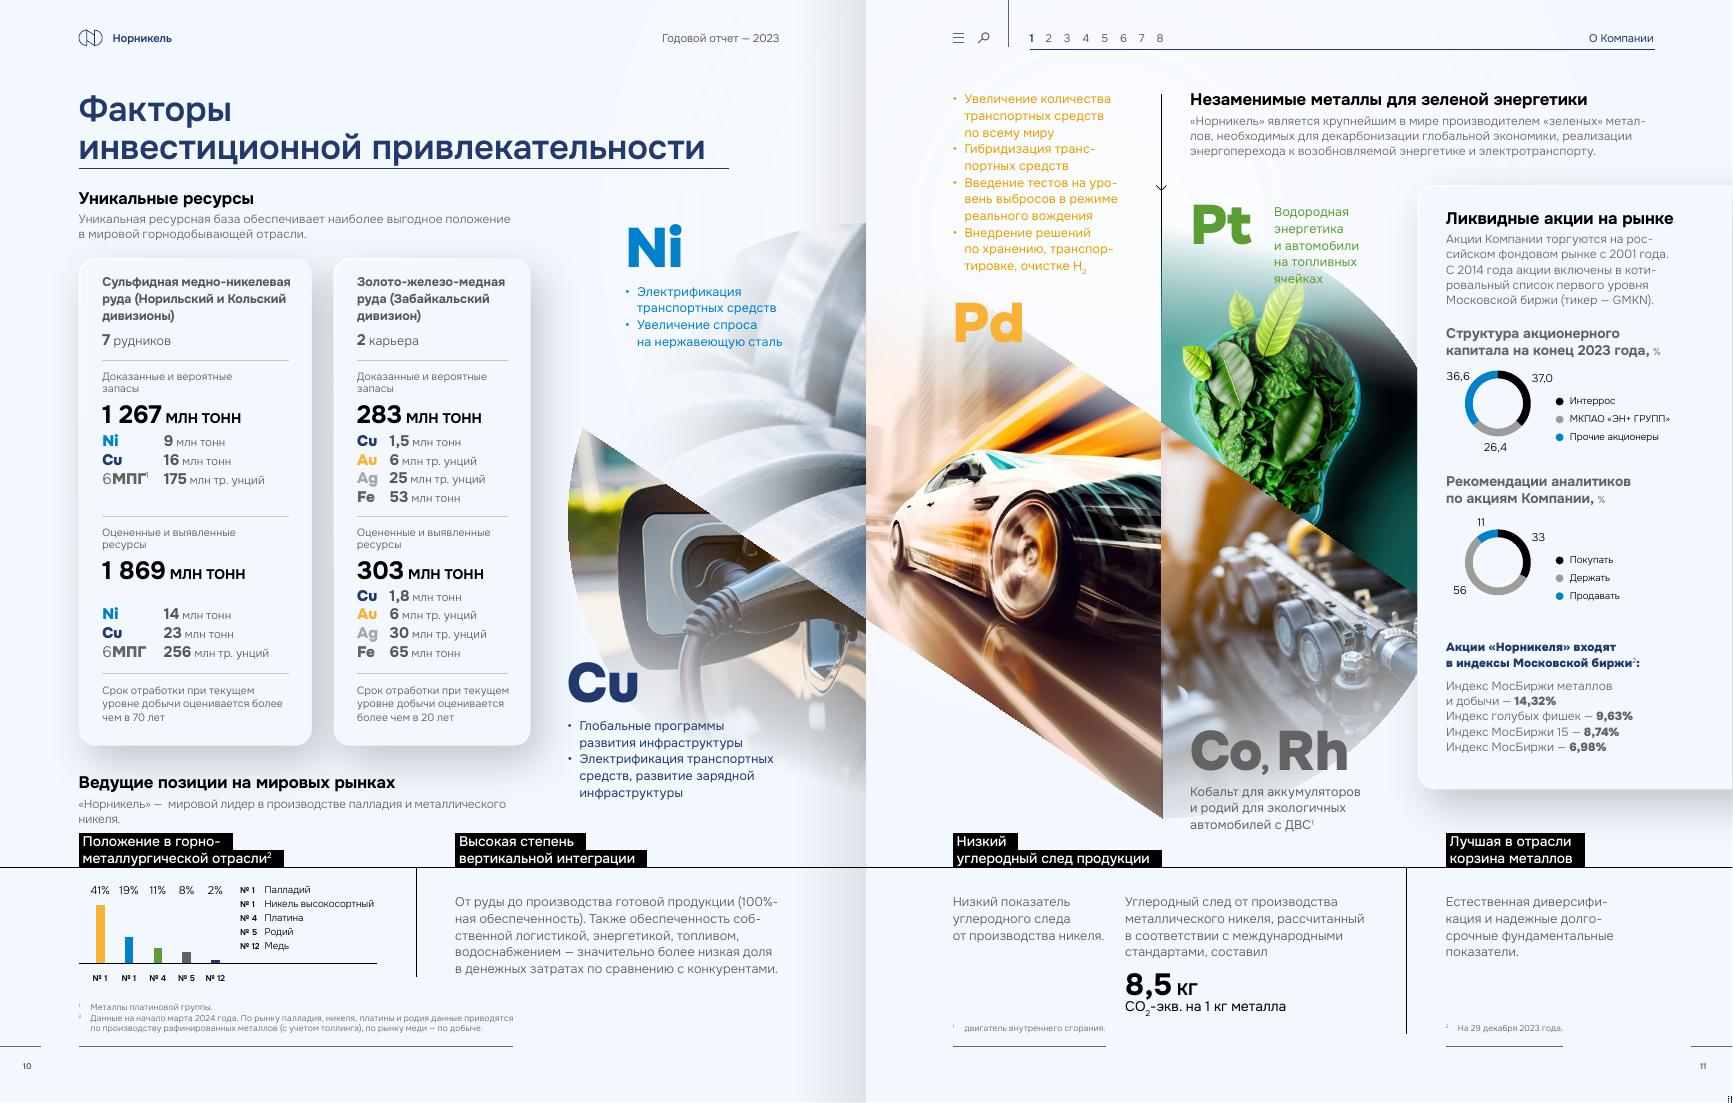 Норникель
Годовой отчет — 2023
Факторы
инвестиционной привлекательности
Уникальные ресурсы
Уникальная ресурсная база обеспечивает наиболее выгодное положение
в мировой горнодобывающей отрасли.
Сульфидная медно-никелевая
руда (Норильский и Кольский
дивизионы)
7 рудников
Доказанные и вероятные
запасы
1 267 МЛН ТОНН
Ni 9 млн тонн
Cu 16 млн тонн
6МПГ¹ 175 млн тр. унций
Оцененные и выявленные
ресурсы
1 869 МЛН ТОНН
Ni 14 млн тонн
Cu 23 млн тонн
6МПГ 256 млн тр. унций
Срок отработки при текущем
уровне добычи оценивается более
чем в 70 лет
Золото-железо-медная
руда (Забайкальский
дивизион)
2 карьера
Доказанные и вероятные
запасы
283 МЛН ТОНН
Cu 1,5 млн тонн
Au 6 млн тр. унций
Ag 25 млн тр. унций
Fe 53 млн тонн
Оцененные и выявленные
ресурсы
303 МЛН ТОНН
Cu 1,8 млн тонн
Au 6 млн тр. унций
Ag 30 млн тр. унций
Fe 65 млн тонн
Срок отработки при текущем
уровне добычи оценивается
более чем в 20 лет
Ni
• Электрификация
транспортных средств
• Увеличение спроса
на нержавеющую сталь
Cu
• Глобальные программы
развития инфраструктуры
• Электрификация транспортных
средств, развитие зарядной
инфраструктуры
Ведущие позиции на мировых рынках
«Норникель» — мировой лидер в производстве палладия и металлического
никеля.
Положение в горно-
металлургической отрасли²
41% 19% 11% 8% 2%
№ 1 Палладий
№ 1 Никель высокосортный
№ 4 Платина
№ 5 Родий
№ 12 Медь
№ 1 № 1 № 4 № 5 № 12
Высокая степень
вертикальной интеграции
От руды до производства готовой продукции (100%-
ная обеспеченность). Также обеспеченность соб-
ственной логистикой, энергетикой, топливом,
водоснабжением — значительно более низкая доля
в денежных затратах по сравнению с конкурентами.
¹ Металлы платиновой группы.
² Данные на начало марта 2024 года. По рынку палладия, никеля, платины и родия данные приводятся
по производству рафинированных металлов (с учетом толлинга), по рынку меди — по добыче.
10
1 2 3 4 5 6 7 8
О Компании
• Увеличение количества
транспортных средств
по всему миру
• Гибридизация транс-
портных средств
• Введение тестов на уро-
вень выбросов в режиме
реального вождения
• Внедрение решений
по хранению, транспор-
тировке, очистке H₂
Pd
Незаменимые металлы для зеленой энергетики
«Норникель» является крупнейшим в мире производителем «зеленых» метал-
лов, необходимых для декарбонизации глобальной экономики, реализации
энергоперехода к возобновляемой энергетике и электротранспорту.
Pt
Водородная
энергетика
и автомобили
на топливных
ячейках
Co, Rh
Кобальт для аккумуляторов
и родий для экологичных
автомобилей с ДВС¹
Ликвидные акции на рынке
Акции Компании торгуются на рос-
сийском фондовом рынке с 2001 года.
С 2014 года акции включены в коти-
ровальный список первого уровня
Московской биржи (тикер — GMKN).
Структура акционерного
капитала на конец 2023 года, %
36,6
37,0
26,4
Интеррос
МКПАО «ЭН+ ГРУПП»
Прочие акционеры
Рекомендации аналитиков
по акциям Компании, %
11
33
56
Покупать
Держать
Продавать
Акции «Норникеля» входят
в индексы Московской биржи²:
Индекс МосБиржи металлов
и добычи — 14,32%
Индекс голубых фишек — 9,63%
Индекс МосБиржи 15 — 8,74%
Индекс МосБиржи — 6,98%
Низкий
углеродный след продукции
Низкий показатель
углеродного следа
от производства никеля.
Углеродный след от производства
металлического никеля, рассчитанный
в соответствии с международными
стандартами, составил
8,5 КГ
CO₂-экв. на 1 кг металла
Лучшая в отрасли
корзина металлов
Естественная диверсифи-
кация и надежные долго-
срочные фундаментальные
показатели.
¹ двигатель внутреннего сгорания.
² На 29 декабря 2023 года.
11